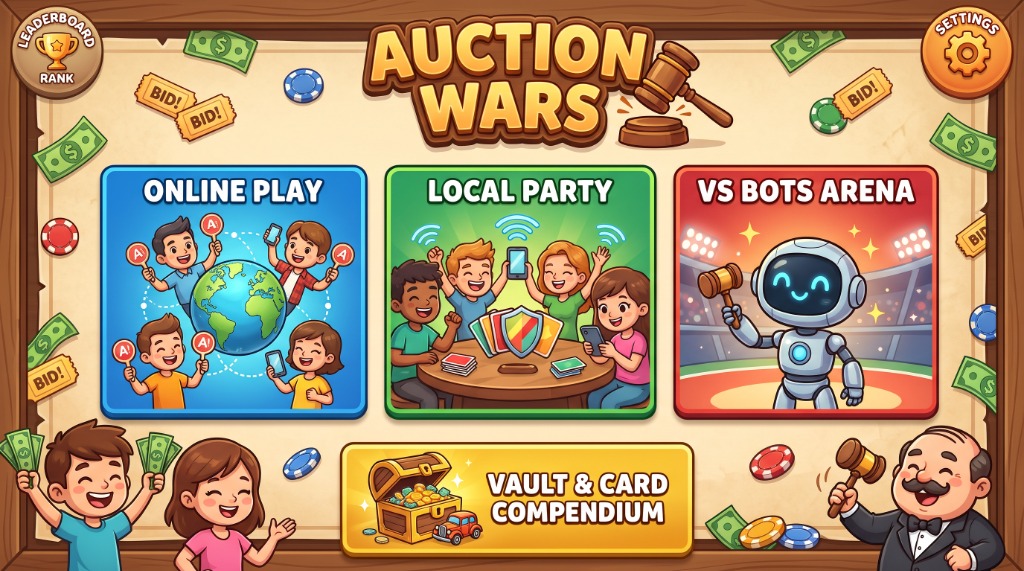 LEADERBOARD
RANK
AUCTION
WARS
SETTINGS
BID!
BID!
BID!
ONLINE PLAY
LOCAL PARTY
VS BOTS ARENA
A
A
A
A
A
BID!
VAULT & CARD
COMPENDIUM